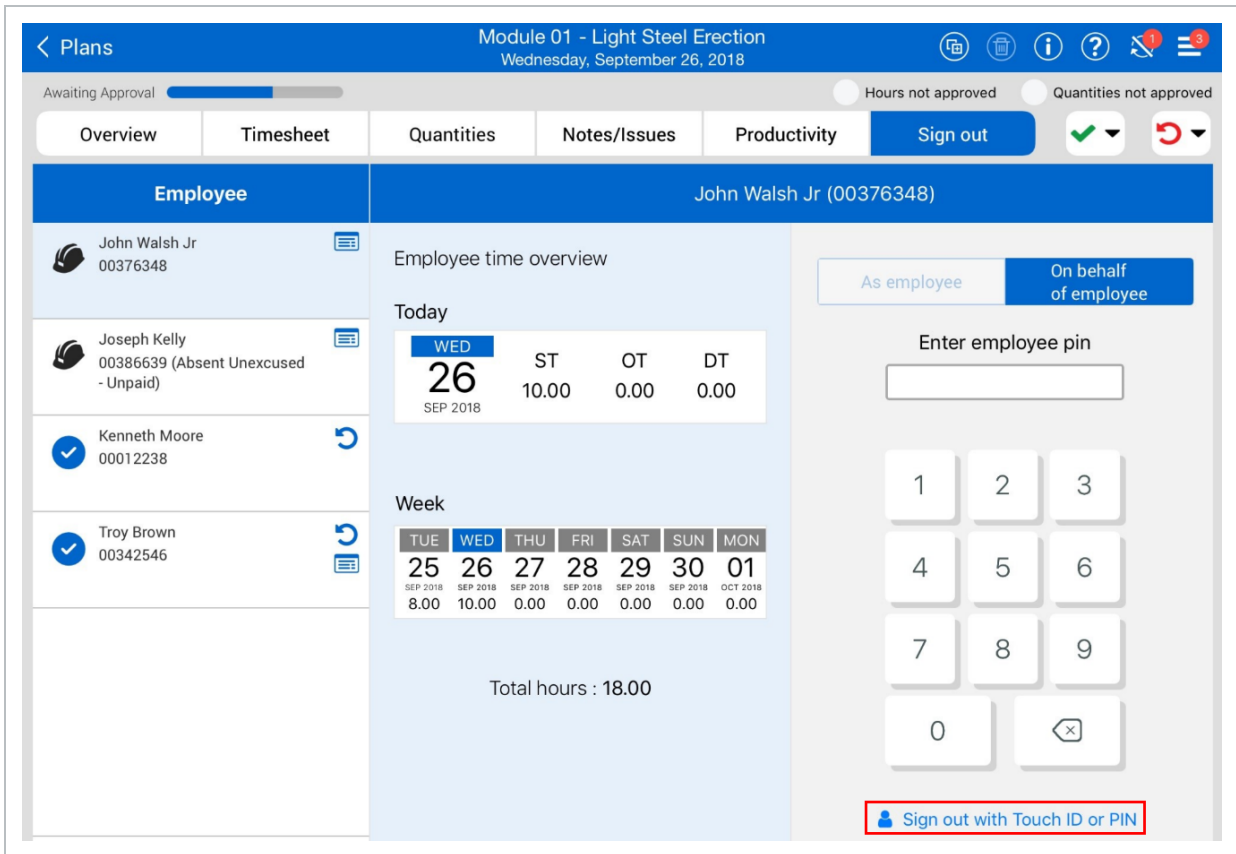 Plans
Module 01 - Light Steel Erection
Wednesday, September 26, 2018
1
3
Awaiting Approval
Hours not approved
Quantities not approved
Overview
Timesheet
Quantities
Notes/Issues
Productivity
Sign out
Employee
John Walsh Jr (00376348)
John Walsh Jr
00376348
Joseph Kelly
00386639 (Absent Unexcused
- Unpaid)
Kenneth Moore
00012238
Troy Brown
00342546
Employee time overview
Today
WED
26
SEP 2018
ST OT DT
10.00 0.00 0.00
Week
TUE WED THU FRI SAT SUN MON
25 26 27 28 29 30 01
SEP 2018 SEP 2018 SEP 2018 SEP 2018 SEP 2018 SEP 2018 OCT 2018
8.00 10.00 0.00 0.00 0.00 0.00 0.00
Total hours : 18.00
As employee
On behalf
of employee
Enter employee pin
1 2 3
4 5 6
7 8 9
0
Sign out with Touch ID or PIN